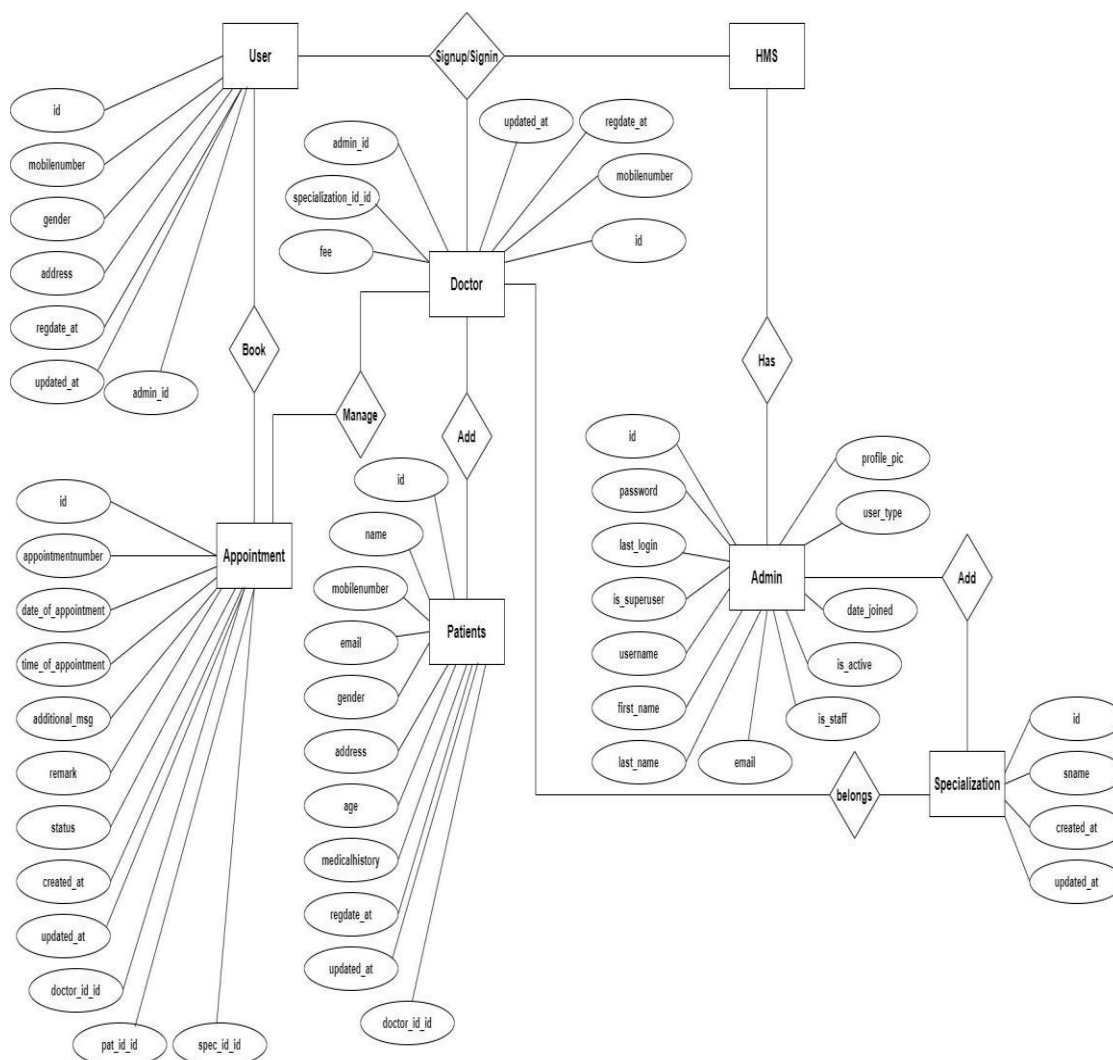 User
Signup/Signin
HMS
id
mobilenumber
gender
address
regdate_at
updated_at
admin_id
updated_at
regdate_at
admin_id
mobilenumber
specialization_id_id
id
fee
Doctor
Book
Manage
Add
Has
id
appointmentnumber
Appointment
date_of_appointment
time_of_appointment
additional_msg
remark
status
created_at
updated_at
doctor_id_id
pat_id_id
spec_id_id
id
name
mobilenumber
email
Patients
gender
address
age
medicalhistory
regdate_at
updated_at
doctor_id_id
id
profile_pic
password
user_type
last_login
Admin
Add
is_superuser
date_joined
username
is_active
first_name
is_staff
last_name
email
belongs
Specialization
id
sname
created_at
updated_at